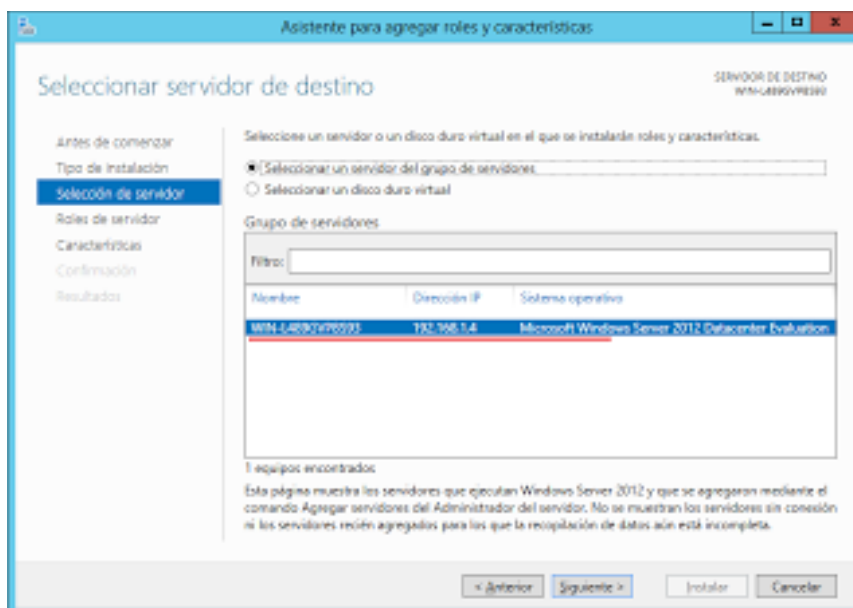 Asistente para agregar roles y características
Seleccionar servidor de destino
SERVIDOR DE DESTINO
Antes de comenzar
Tipo de instalación
Selección de servidor
Roles de servidor
Características
Confirmación
Resultados
Seleccione un servidor o un disco duro virtual en el que se instalarán roles y características.
Seleccionar un servidor del grupo de servidores
Seleccionar un disco duro virtual
Grupo de servidores
Filtro:
Nombre Dirección IP Sistema operativo
192.168.1.4 Microsoft Windows Server 2012 Datacenter Evaluation
1 equipos encontrados
Esta página muestra los servidores que ejecutan Windows Server 2012 y que se agregaron mediante el
comando Agregar servidores del Administrador del servidor. No se muestran los servidores sin conexión
ni los servidores recién agregados para los que la recopilación de datos aún está incompleta.
< Anterior Siguiente > Instalar Cancelar